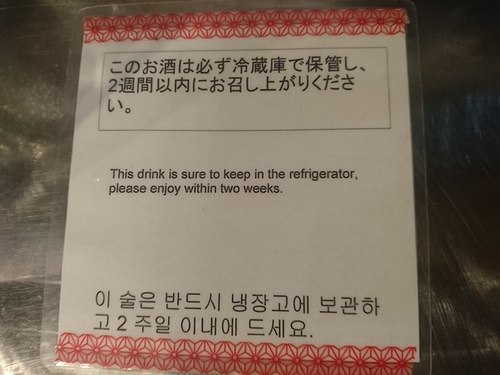 このお酒は必ず冷蔵庫で保管し、
2週間以内にお召し上がりくださ
い。
This drink is sure to keep in the refrigerator,
please enjoy within two weeks.
이 술은 반드시 냉장고에 보관하
고 2 주일 이내에 드세요.